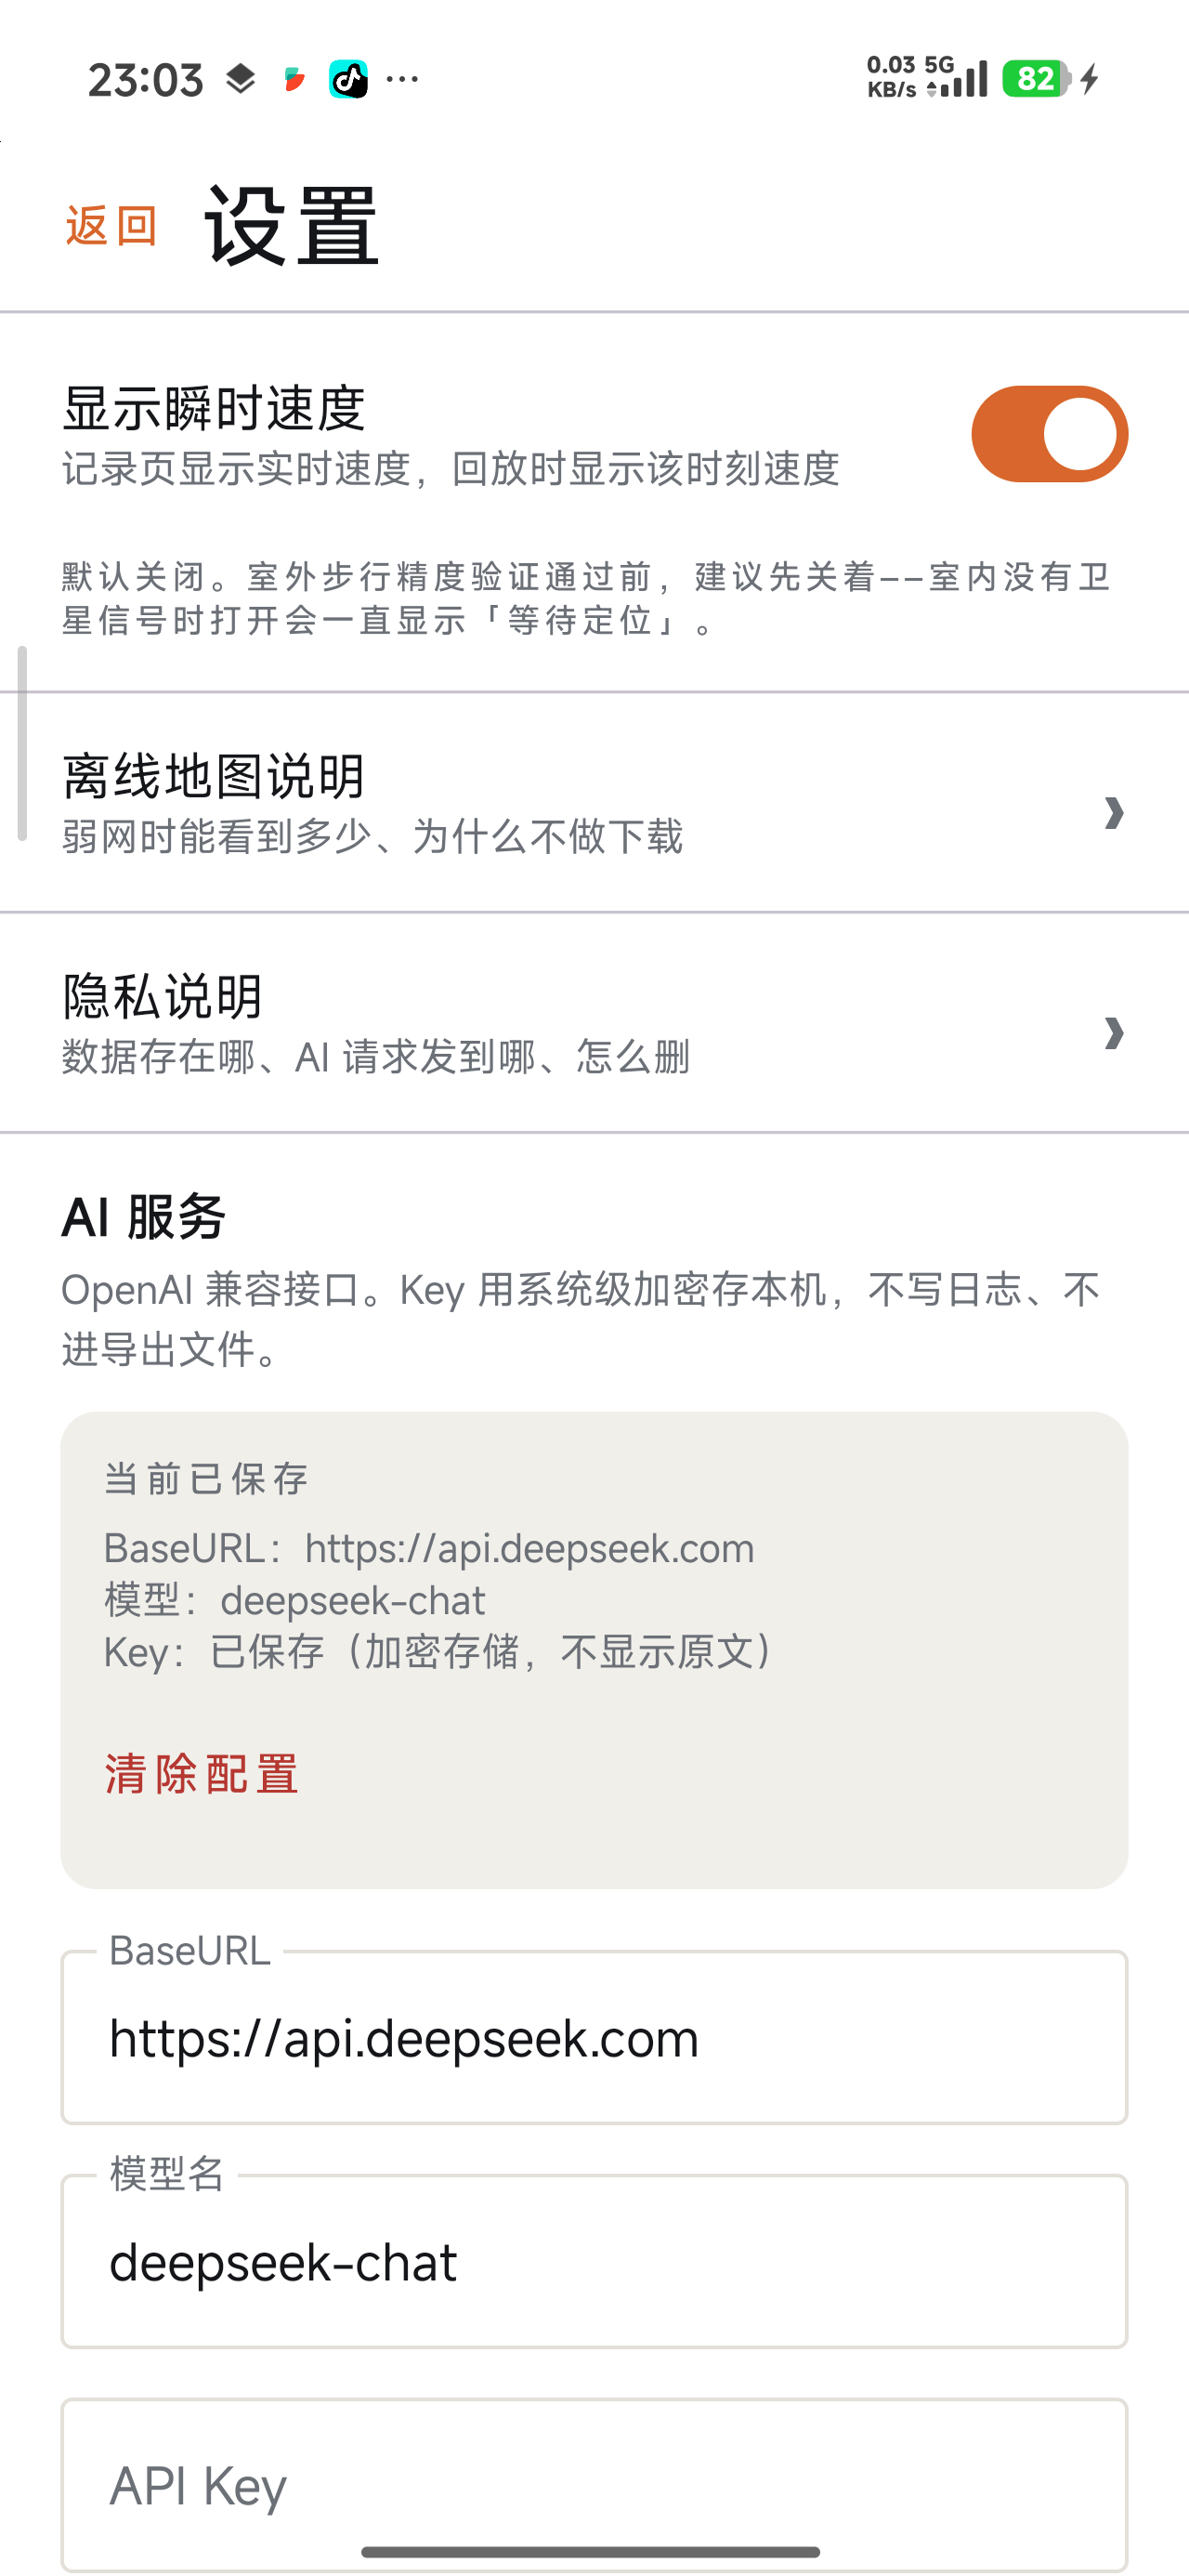 23:03
0.03 5G
KB/s
82
返回 设置
显示瞬时速度
记录页显示实时速度，回放时显示该时刻速度
默认关闭。室外步行精度验证通过前，建议先关着——室内没有卫
星信号时打开会一直显示「等待定位」。
离线地图说明
弱网时能看到多少、为什么不做下载
隐私说明
数据存在哪、AI 请求发到哪、怎么删
AI 服务
OpenAI 兼容接口。Key 用系统级加密存本机，不写日志、不
进导出文件。
当前已保存
BaseURL：https://api.deepseek.com
模型：deepseek-chat
Key：已保存（加密存储，不显示原文）
清除配置
BaseURL
https://api.deepseek.com
模型名
deepseek-chat
API Key